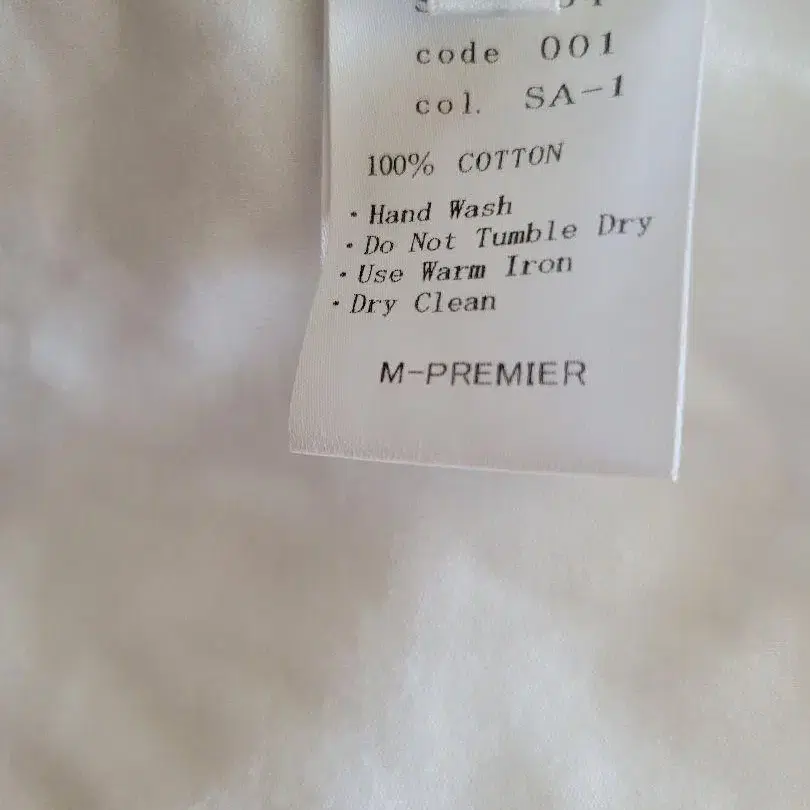 code 001
col. SA-1
100% COTTON
・Hand Wash
・Do Not Tumble Dry
・Use Warm Iron
・Dry Clean
M-PREMIER